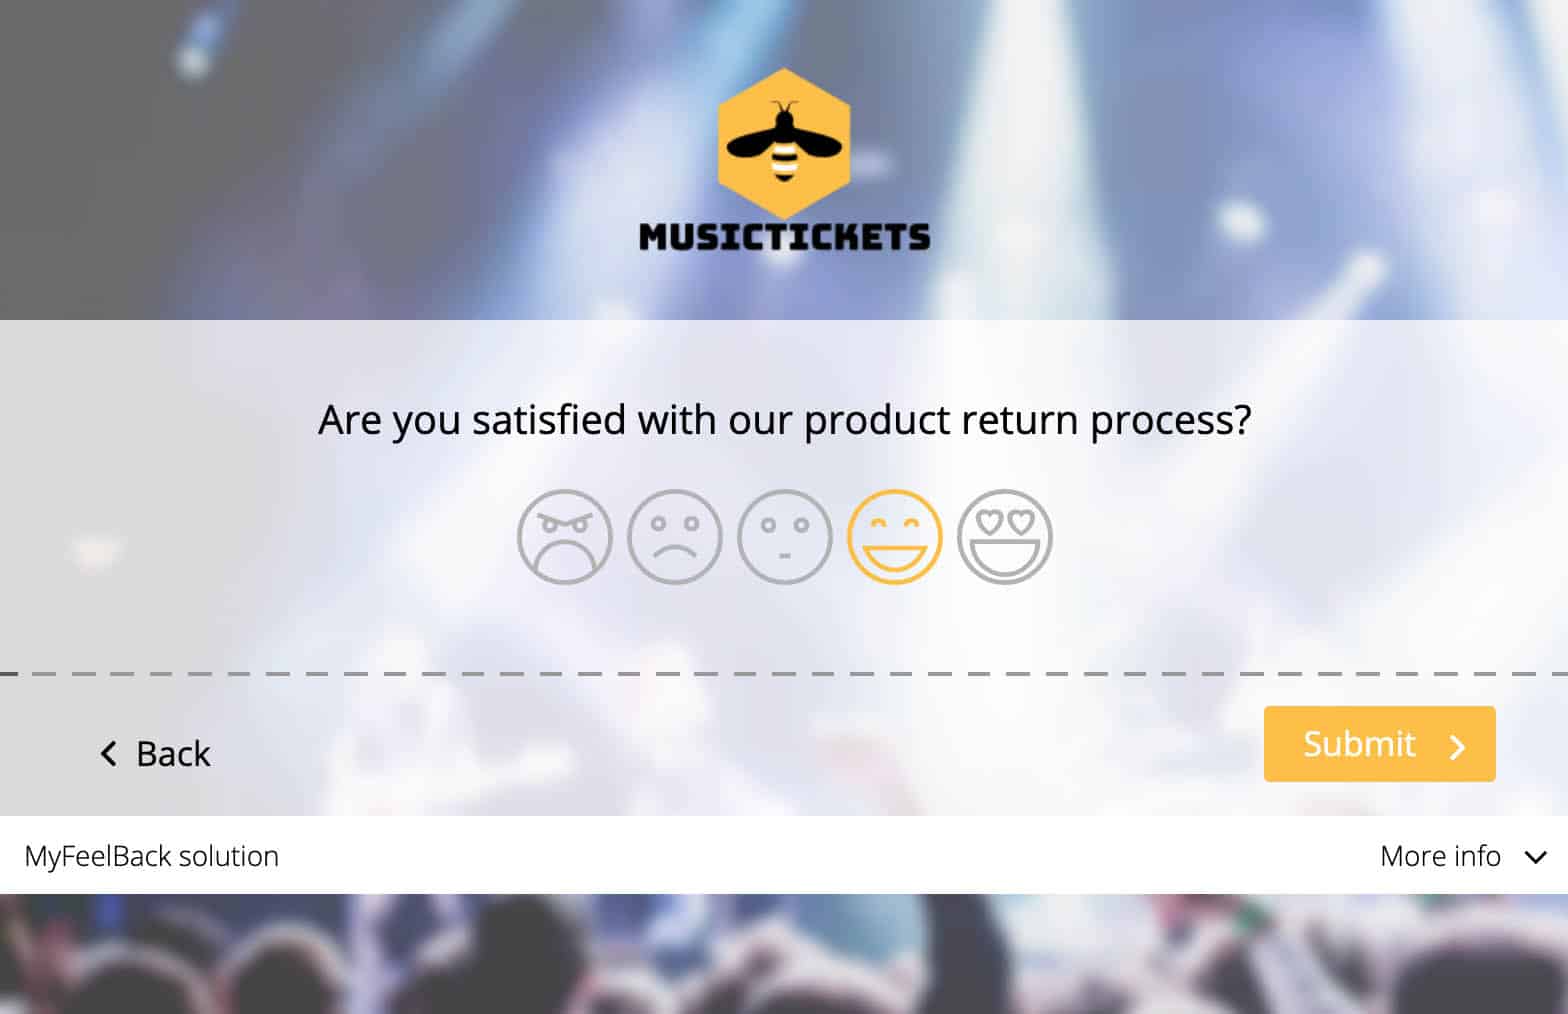 MUSICTICKETS
Are you satisfied with our product return process?
Back
Submit
MyFeelBack solution
More info